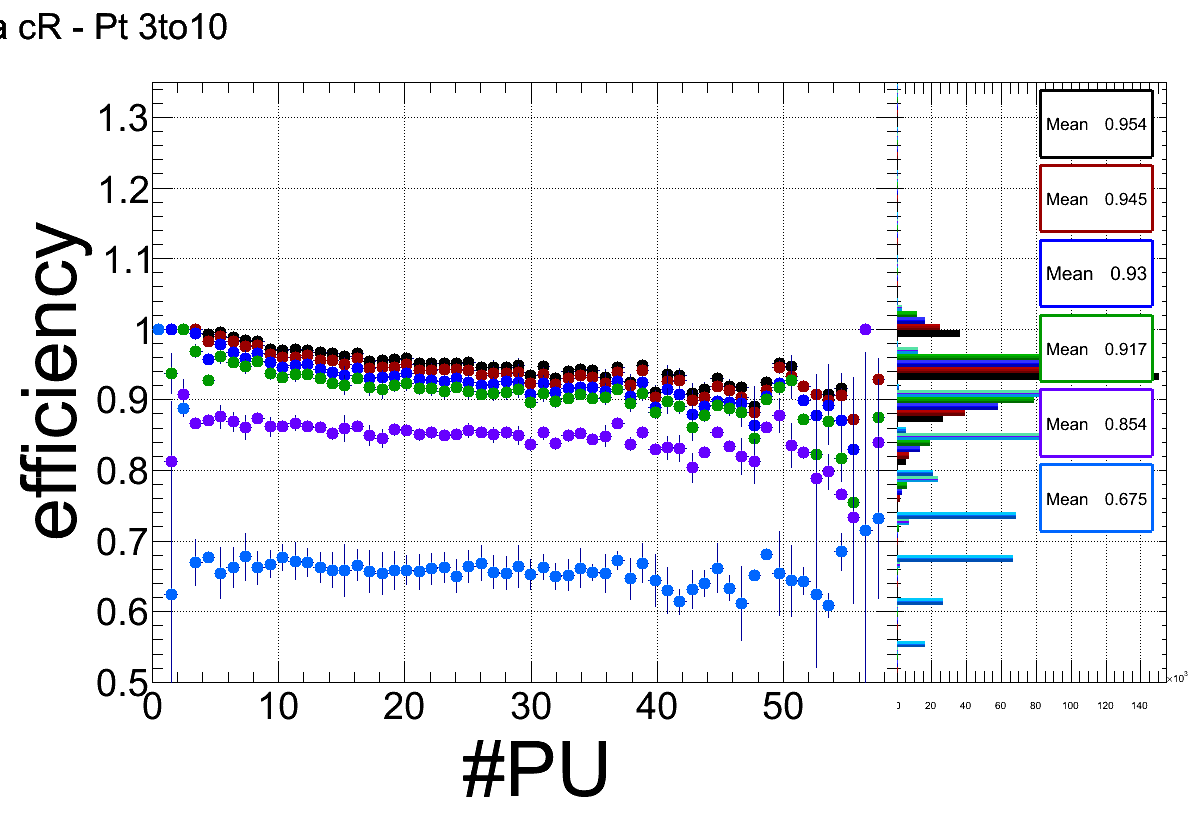 a cR - Pt 3to10
efficiency
1.3
1.2
1.1
1
0.9
0.8
0.7
0.6
0.5
0 10 20 30 40 50
#PU
Mean 0.954
Mean 0.945
Mean 0.93
Mean 0.917
Mean 0.854
Mean 0.675
20 40 60 80 100 120 140
×10³